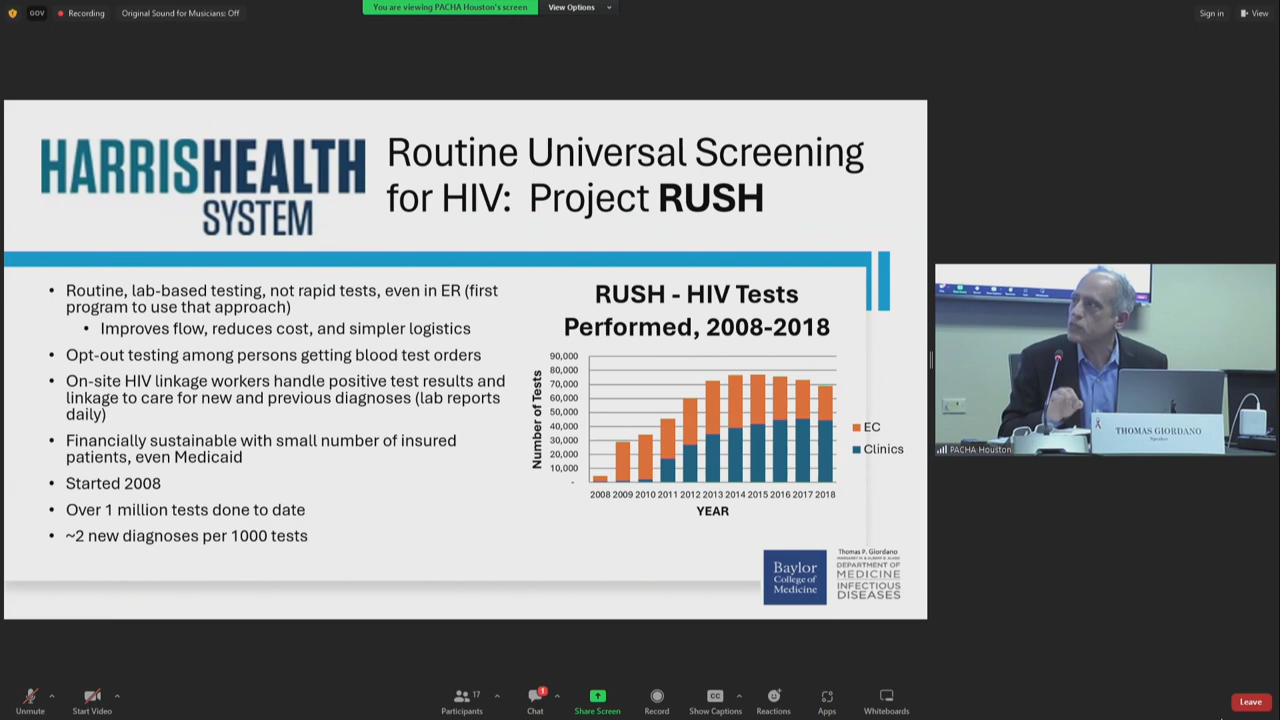 GOV
Recording
Original Sound for Musicians: Off
You are viewing PACHA Houston's screen
View Options
Sign in
View
HARRISHEALTH
SYSTEM
Routine Universal Screening
for HIV: Project RUSH
• Routine, lab-based testing, not rapid tests, even in ER (first
program to use that approach)
• Improves flow, reduces cost, and simpler logistics
• Opt-out testing among persons getting blood test orders
• On-site HIV linkage workers handle positive test results and
linkage to care for new and previous diagnoses (lab reports
daily)
• Financially sustainable with small number of insured
patients, even Medicaid
• Started 2008
• Over 1 million tests done to date
• ~2 new diagnoses per 1000 tests
RUSH - HIV Tests
Performed, 2008-2018
Number of Tests
90,000
80,000
70,000
60,000
50,000
40,000
30,000
20,000
10,000
-
2008 2009 2010 2011 2012 2013 2014 2015 2016 2017 2018
YEAR
EC
Clinics
Baylor
College of
Medicine
Thomas P. Giordano
DEPARTMENT OF
MEDICINE
INFECTIOUS
DISEASES
THOMAS GIORDANO
Speaker
PACHA Houston
Unmute
Start Video
17
Participants
1
Chat
Share Screen
Record
CC
Show Captions
Reactions
Apps
Whiteboards
Leave